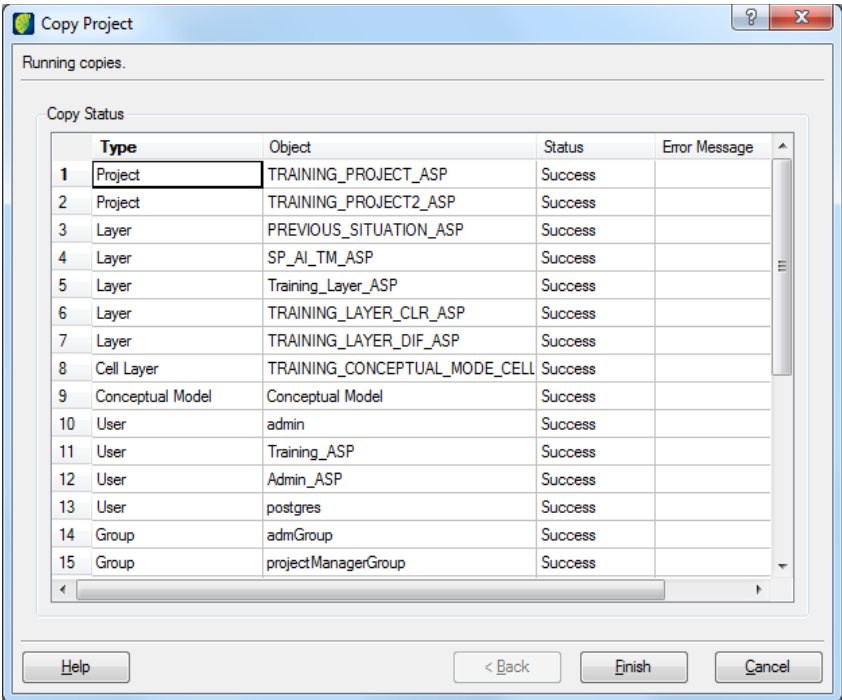 Copy Project
Running copies.
Copy Status
Type Object Status Error Message
1 Project TRAINING_PROJECT_ASP Success
2 Project TRAINING_PROJECT2_ASP Success
3 Layer PREVIOUS_SITUATION_ASP Success
4 Layer SP_AI_TM_ASP Success
5 Layer Training_Layer_ASP Success
6 Layer TRAINING_LAYER_CLR_ASP Success
7 Layer TRAINING_LAYER_DIF_ASP Success
8 Cell Layer TRAINING_CONCEPTUAL_MODE_CELL Success
9 Conceptual Model Conceptual Model Success
10 User admin Success
11 User Training_ASP Success
12 User Admin_ASP Success
13 User postgres Success
14 Group admGroup Success
15 Group projectManagerGroup Success
Help < Back Finish Cancel